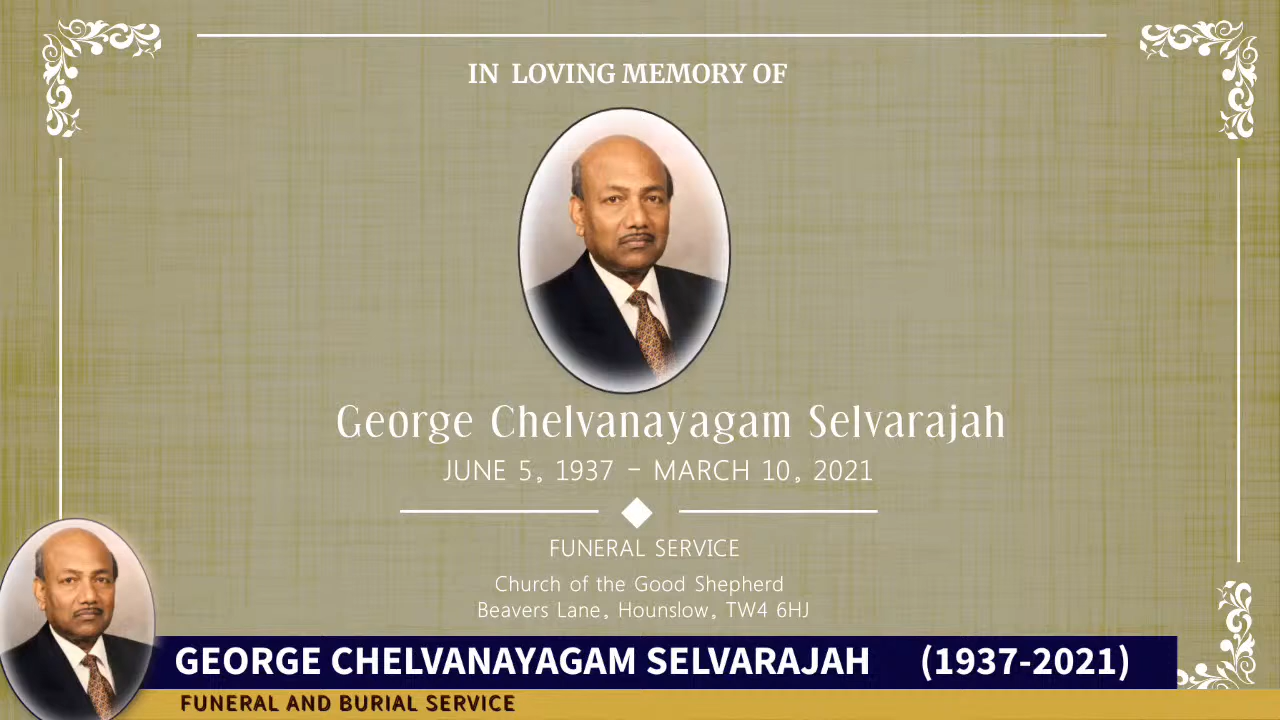 IN LOVING MEMORY OF
George Chelvanayagam Selvarajah
JUNE 5, 1937 - MARCH 10, 2021
FUNERAL SERVICE
Church of the Good Shepherd
Beavers Lane, Hounslow, TW4 6HJ
GEORGE CHELVANAYAGAM SELVARAJAH (1937-2021)
FUNERAL AND BURIAL SERVICE